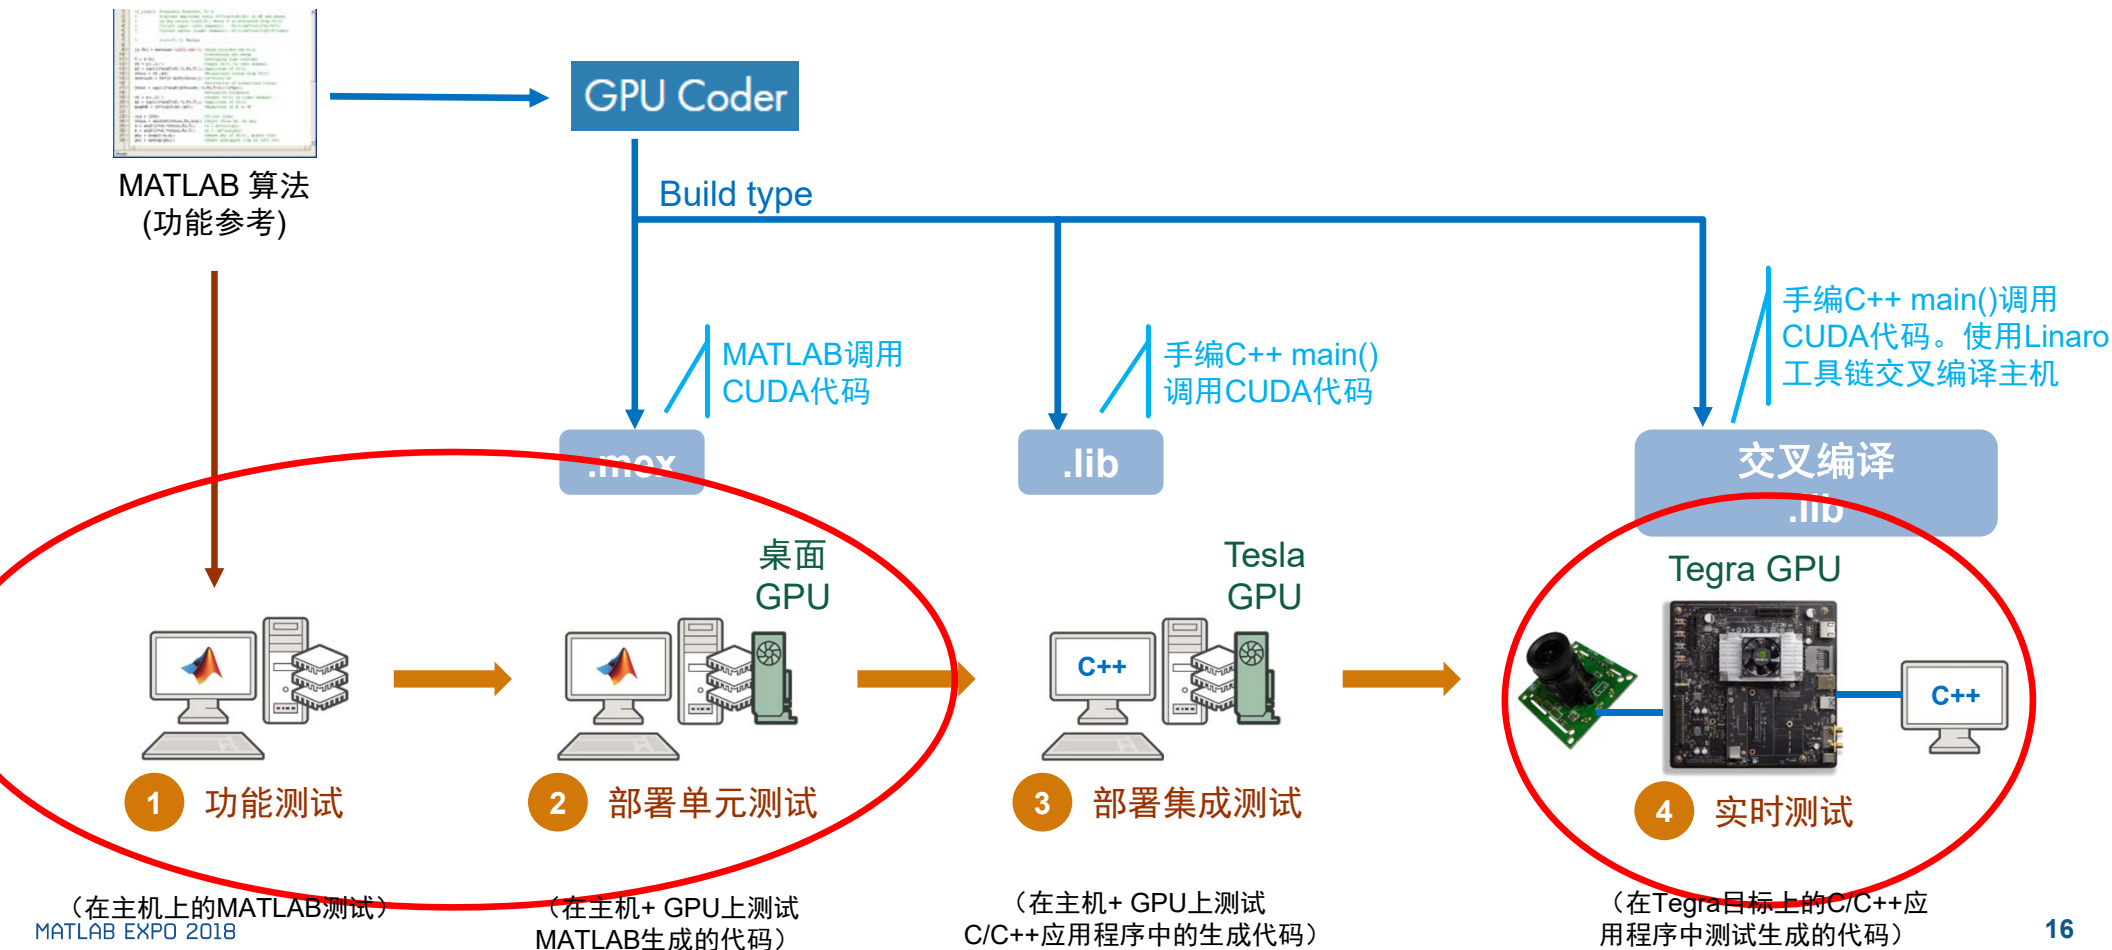 GPU Coder
MATLAB 算法
(功能参考)
Build type
MATLAB调用
CUDA代码
手编C++ main()
调用CUDA代码
手编C++ main()调用
CUDA代码。使用Linaro
工具链交叉编译主机
.mex
.lib
交叉编译
.lib
桌面
GPU
Tesla
GPU
Tegra GPU
C++
C++
1 功能测试
2 部署单元测试
3 部署集成测试
4 实时测试
（在主机上的MATLAB测试）
（在主机+ GPU上测试
MATLAB生成的代码）
（在主机+ GPU上测试
C/C++应用程序中的生成代码）
（在Tegra目标上的C/C++应
用程序中测试生成的代码）
MATLAB EXPO 2018
16